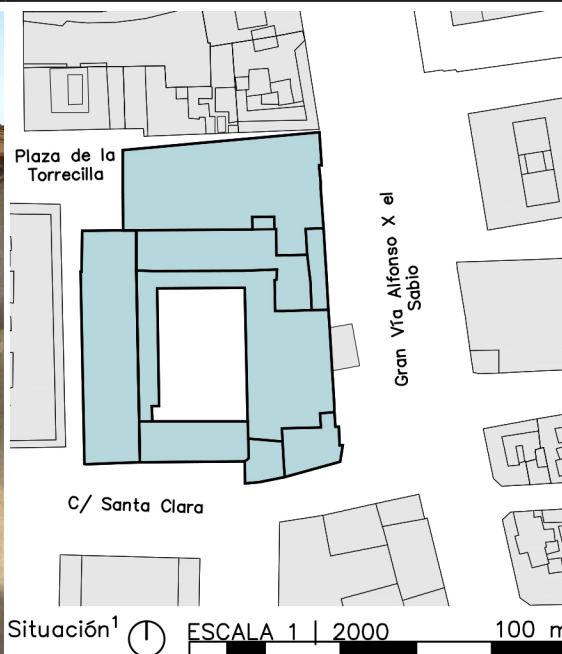 Plaza de la
Torrecilla
Gran Vía Alfonso X el
Sabio
C/ Santa Clara
Situación¹ ESCALA 1 | 2000 100 m